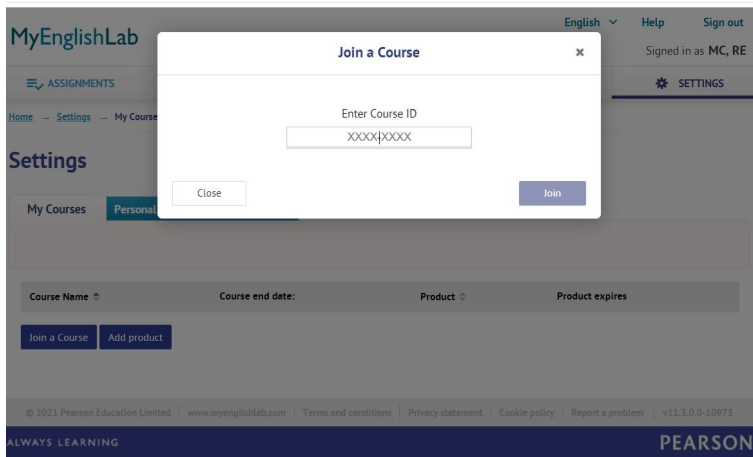 MyEnglishLab
English Help Sign out
Signed in as MC, RE
ASSIGNMENTS
SETTINGS
Home → Settings → My Course
Settings
My Courses Personal
Join a Course ×
Enter Course ID
XXXX-XXXX
Close Join
Course Name Course end date: Product Product expires
Join a Course Add product
© 2021 Pearson Education Limited www.myenglishlab.com Terms and conditions Privacy statement Cookie policy Report a problem v11.5.0.0-10973
ALWAYS LEARNING PEARSON